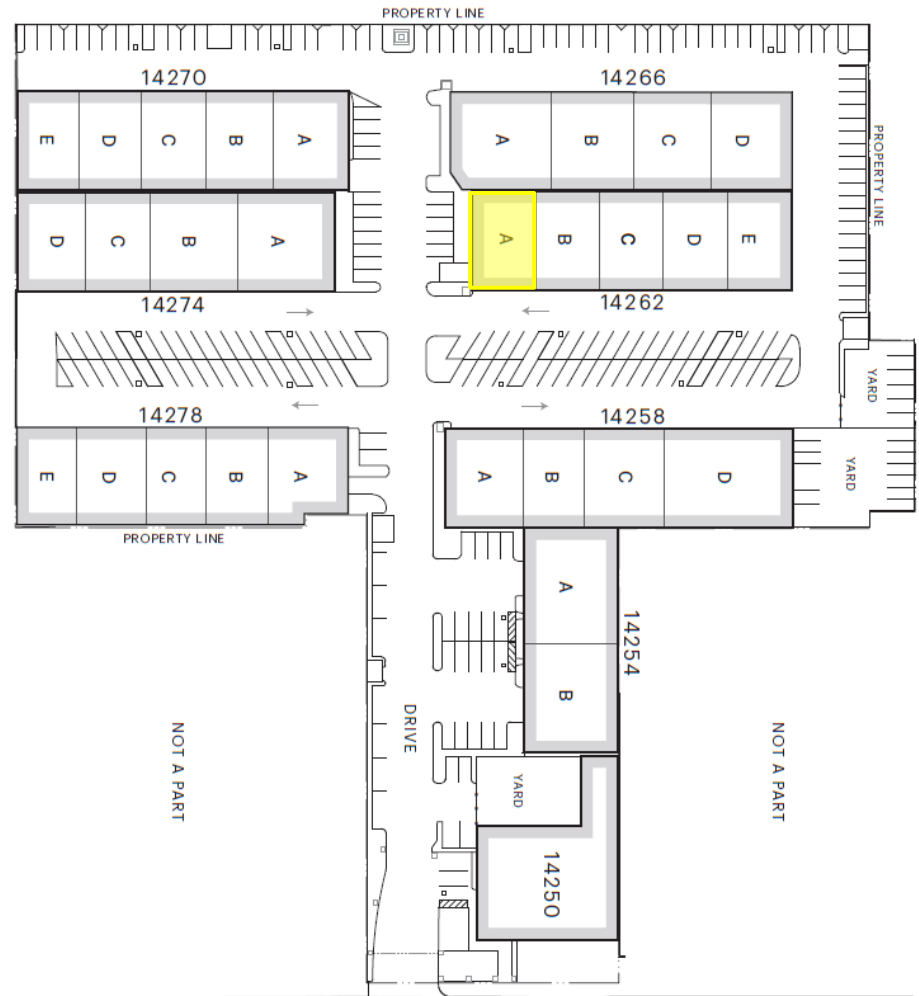 PROPERTY LINE
14270
14266
E D C B A
A B C D
PROPERTY LINE
D C B A
A B C D E
14274
14262
YARD
14278
14258
E D C B A
A B C D
YARD
PROPERTY LINE
A
14254
B
DRIVE
NOT A PART
NOT A PART
YARD
14250